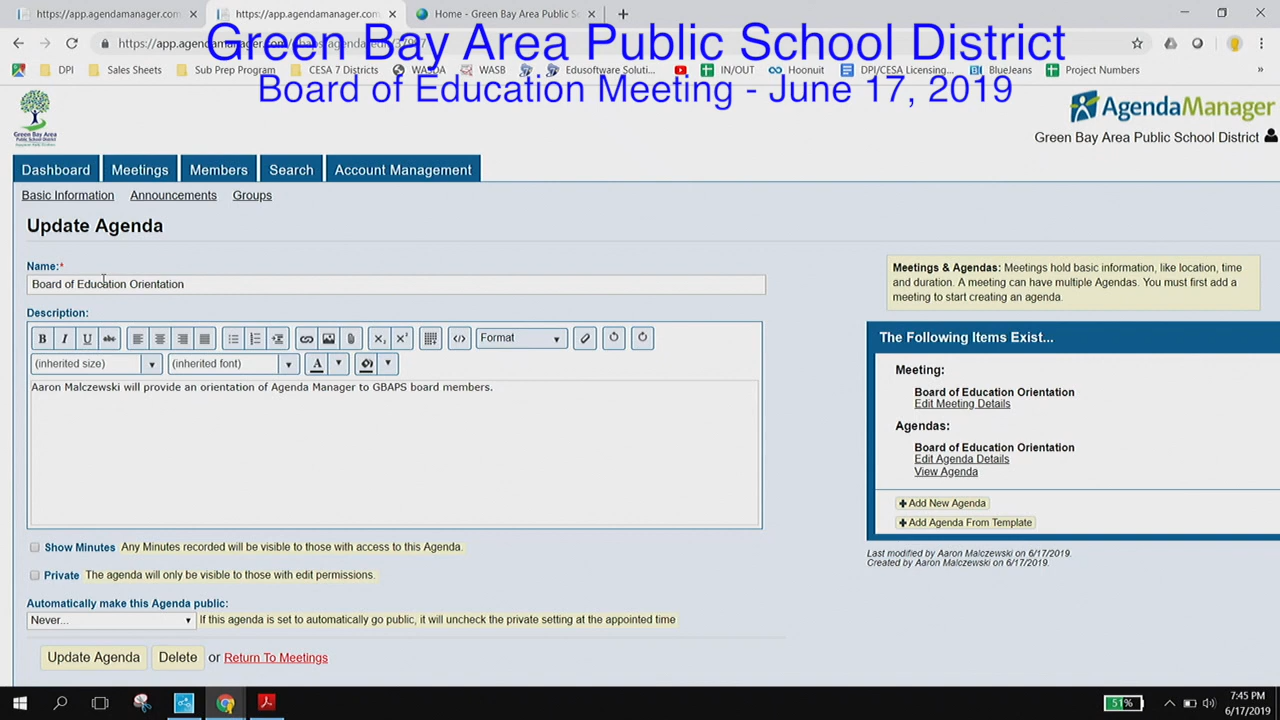 https://app.agendamanager.com
https://app.agendamanager.com
Home - Green Bay Area Public Sc
Green Bay Area Public School District
https://app.agendamanager.com/
DPI
Sales Sheets
Sub Prep Program
CESA 7 Districts
WASDA
WASB
Edusoftware Soluti...
IN/OUT
Hoonuit
DPI/CESA Licensing...
BlueJeans
Project Numbers
Board of Education Meeting - June 17, 2019
Green Bay Area
Public School District
AgendaManager
Green Bay Area Public School District
Dashboard
Meetings
Members
Search
Account Management
Basic Information
Announcements
Groups
Update Agenda
Name:*
Board of Education Orientation
Description:
B I U abc
Format
(inherited size)
(inherited font)
A
Aaron Malczewski will provide an orientation of Agenda Manager to GBAPS board members.
Show Minutes Any Minutes recorded will be visible to those with access to this Agenda.
Private The agenda will only be visible to those with edit permissions.
Automatically make this Agenda public:
Never... If this agenda is set to automatically go public, it will uncheck the private setting at the appointed time
Update Agenda Delete or Return To Meetings
Meetings & Agendas: Meetings hold basic information, like location, time
and duration. A meeting can have multiple Agendas. You must first add a
meeting to start creating an agenda.
The Following Items Exist...
Meeting:
Board of Education Orientation
Edit Meeting Details
Agendas:
Board of Education Orientation
Edit Agenda Details
View Agenda
+ Add New Agenda
+ Add Agenda From Template
Last modified by Aaron Malczewski on 6/17/2019.
Created by Aaron Malczewski on 6/17/2019.
51%
7:45 PM
6/17/2019